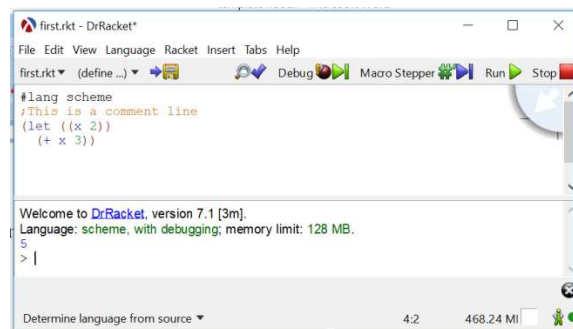 first.rkt - DrRacket*
File Edit View Language Racket Insert Tabs Help
first.rkt▼ (define ...)▼ Debug Macro Stepper Run Stop
#lang scheme
;This is a comment line
(let ((x 2))
  (+ x 3))
Welcome to DrRacket, version 7.1 [3m].
Language: scheme, with debugging; memory limit: 128 MB.
5
>
Determine language from source ▼ 4:2 468.24 MI